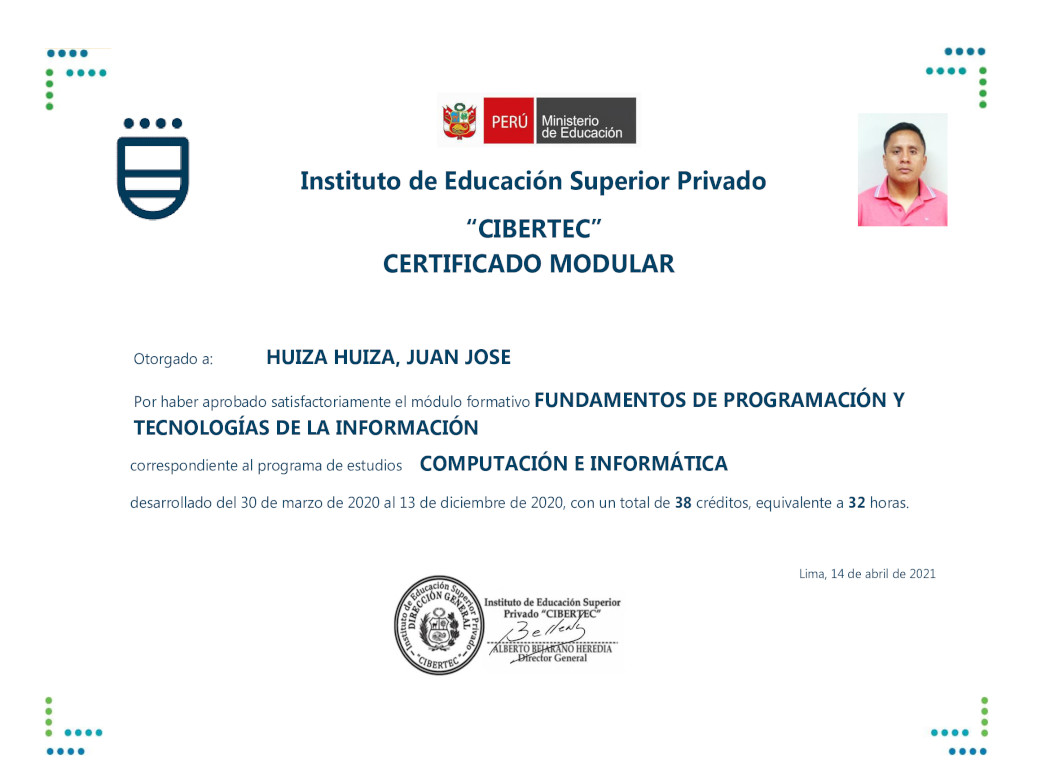 PERÚ
Ministerio
de Educación
Instituto de Educación Superior Privado
“CIBERTEC”
CERTIFICADO MODULAR
Otorgado a: HUIZA HUIZA, JUAN JOSE
Por haber aprobado satisfactoriamente el módulo formativo FUNDAMENTOS DE PROGRAMACIÓN Y
TECNOLOGÍAS DE LA INFORMACIÓN
correspondiente al programa de estudios COMPUTACIÓN E INFORMÁTICA
desarrollado del 30 de marzo de 2020 al 13 de diciembre de 2020, con un total de 38 créditos, equivalente a 32 horas.
Lima, 14 de abril de 2021
Instituto de Educación Superior Privado
DIRECCIÓN GENERAL
"CIBERTEC"
Instituto de Educación Superior
Privado "CIBERTEC"
ALBERTO BEJARANO HEREDIA
Director General